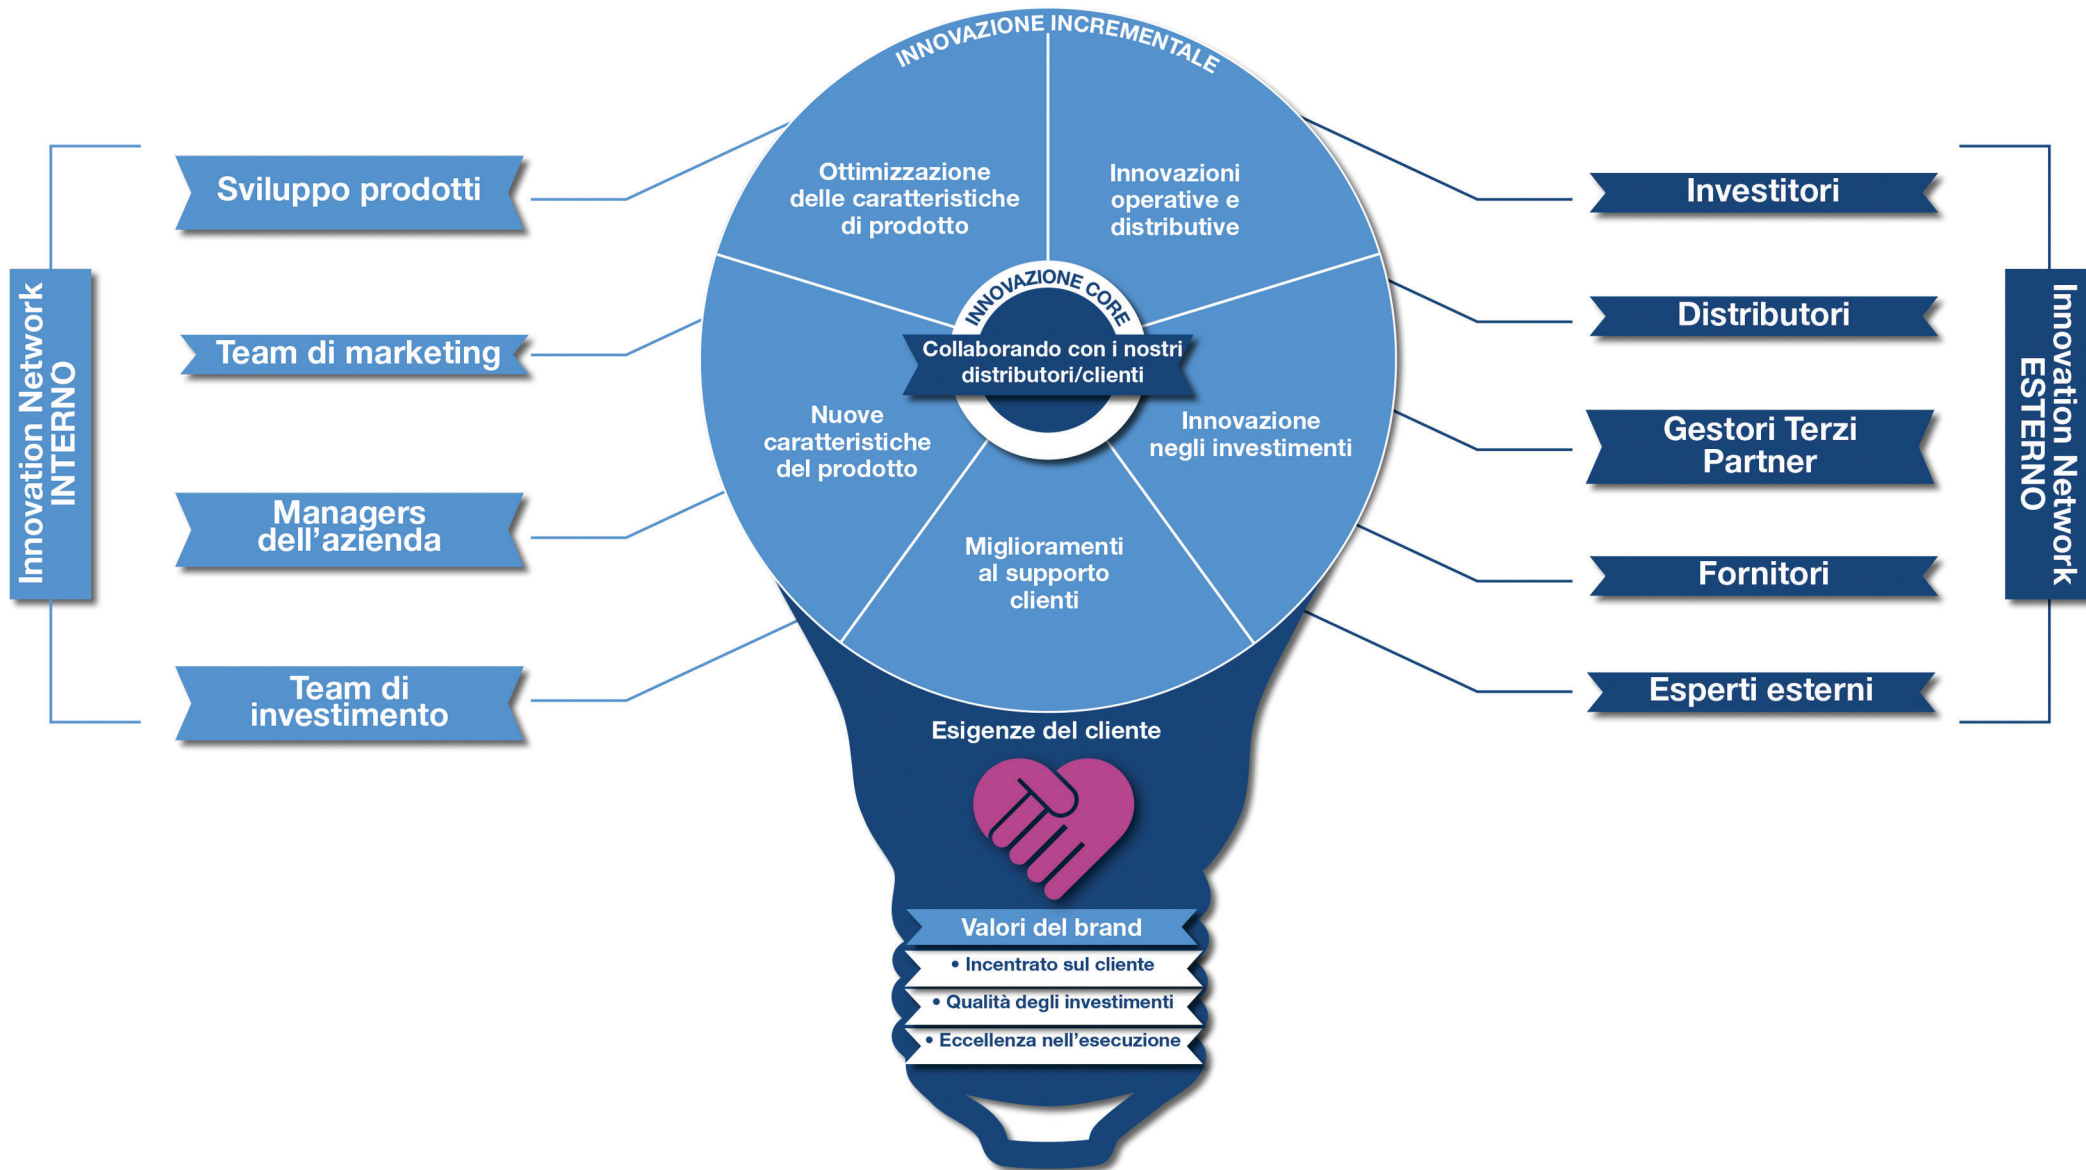 INNOVAZIONE INCREMENTALE
Ottimizzazione
delle caratteristiche
di prodotto
Innovazioni
operative e
distributive
INNOVAZIONE CORE
Collaborando con i nostri
distributori/clienti
Nuove
caratteristiche
del prodotto
Innovazione
negli investimenti
Miglioramenti
al supporto
clienti
Innovation Network
INTERNO
Sviluppo prodotti
Team di marketing
Managers
dell'azienda
Team di
investimento
Investitori
Distributori
Gestori Terzi
Partner
Fornitori
Esperti esterni
Innovation Network
ESTERNO
Esigenze del cliente
Valori del brand
• Incentrato sul cliente
• Qualità degli investimenti
• Eccellenza nell'esecuzione